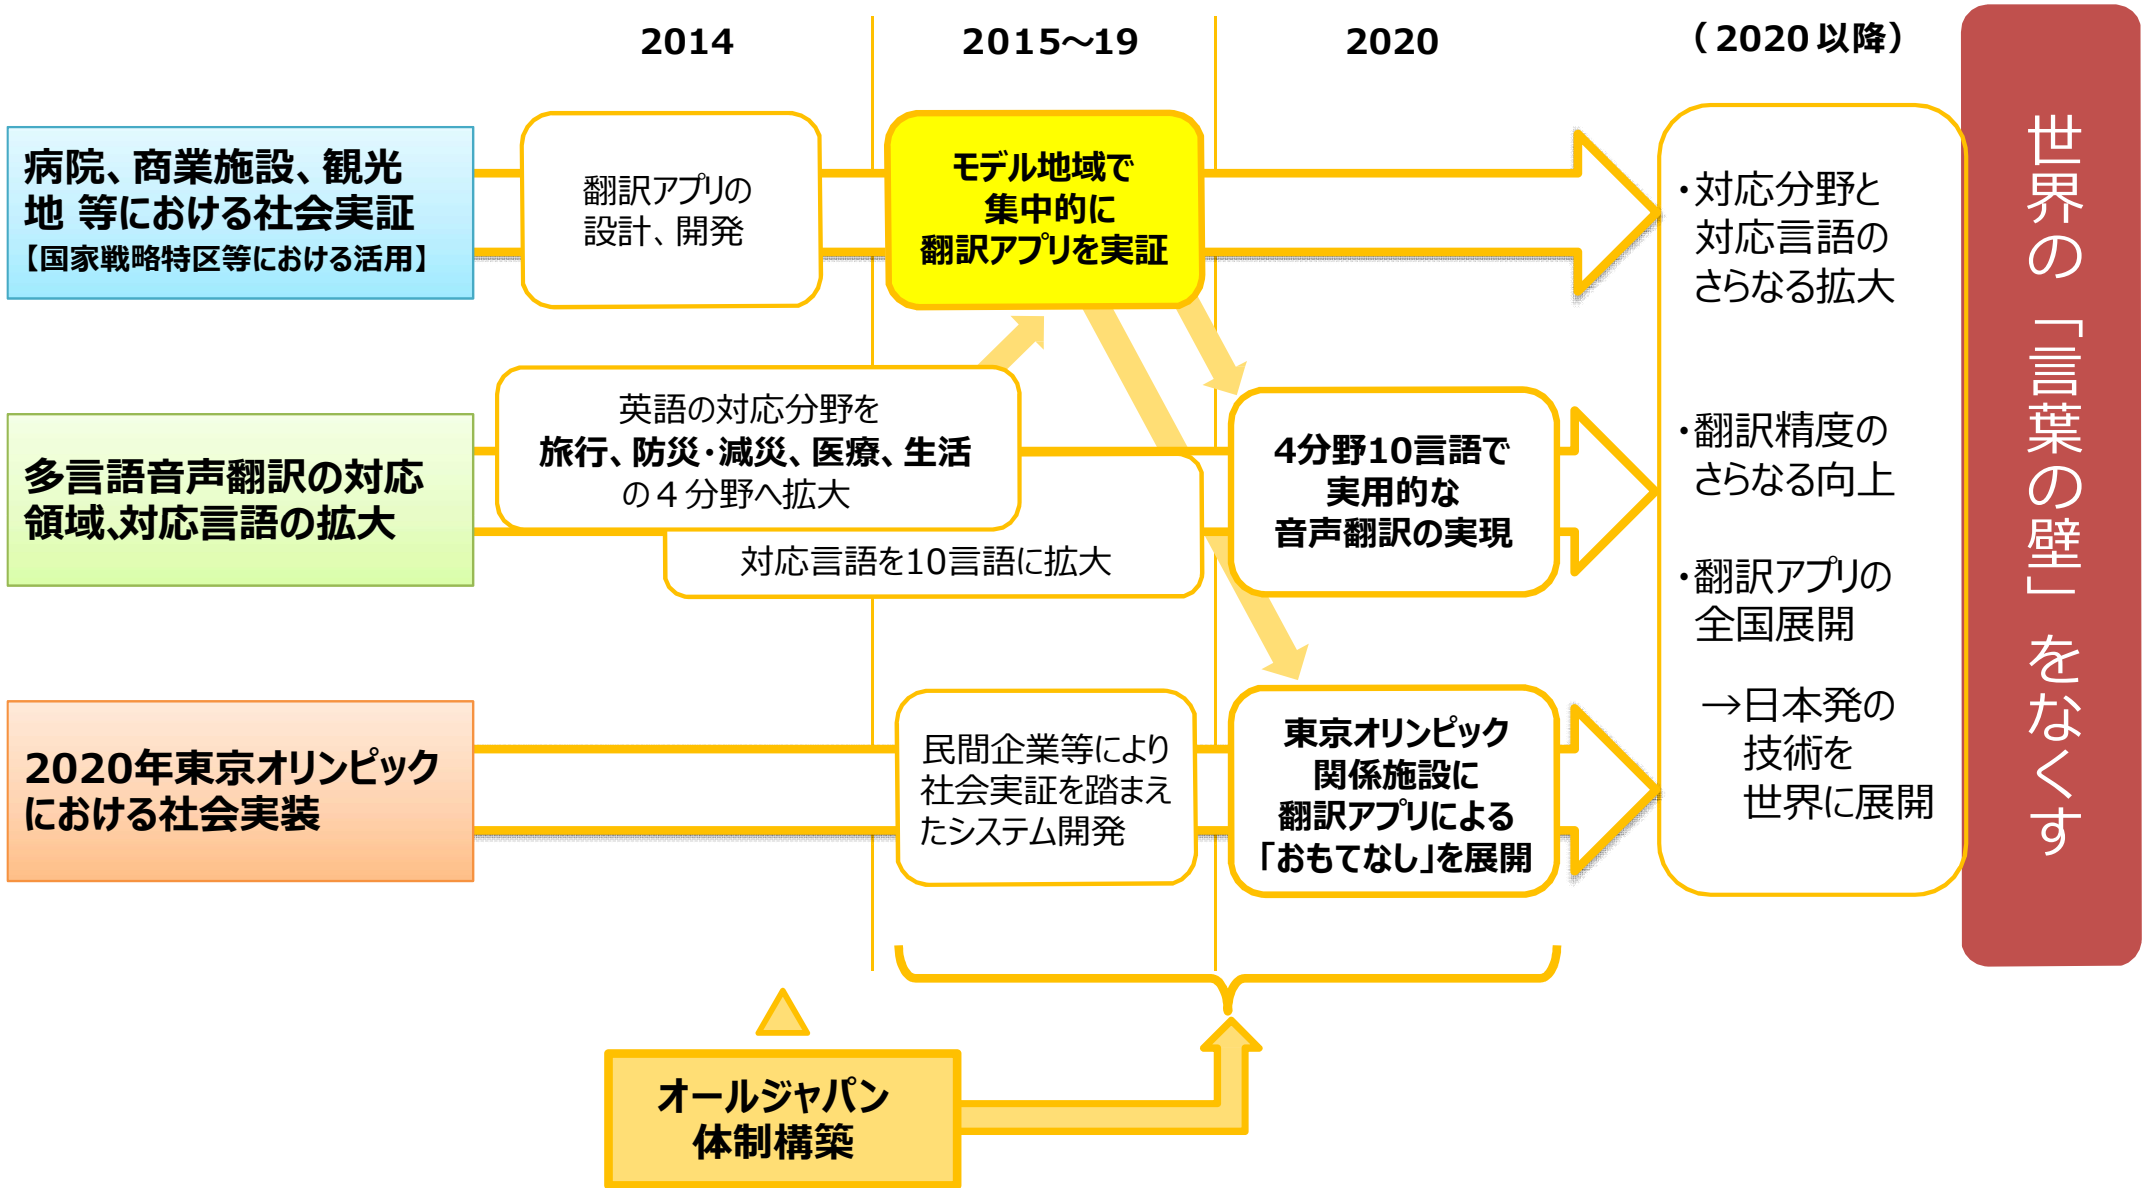 2014
2015～19
2020
（ 2020 以降）
病院、商業施設、観光
地 等における社会実証
【国家戦略特区等における活用】
翻訳アプリの
設計、開発
モデル地域で
集中的に
翻訳アプリを実証
多言語音声翻訳の対応
領域、対応言語の拡大
英語の対応分野を
旅行、防災・減災、医療、生活
の４分野へ拡大
対応言語を10言語に拡大
4分野10言語で
実用的な
音声翻訳の実現
2020年東京オリンピック
における社会実装
民間企業等により
社会実証を踏まえ
たシステム開発
東京オリンピック
関係施設に
翻訳アプリによる
「おもてなし」を展開
・対応分野と
対応言語の
さらなる拡大
・翻訳精度の
さらなる向上
・翻訳アプリの
全国展開
→日本発の
技術を
世界に展開
世界の「言葉の壁」をなくす
オールジャパン
体制構築